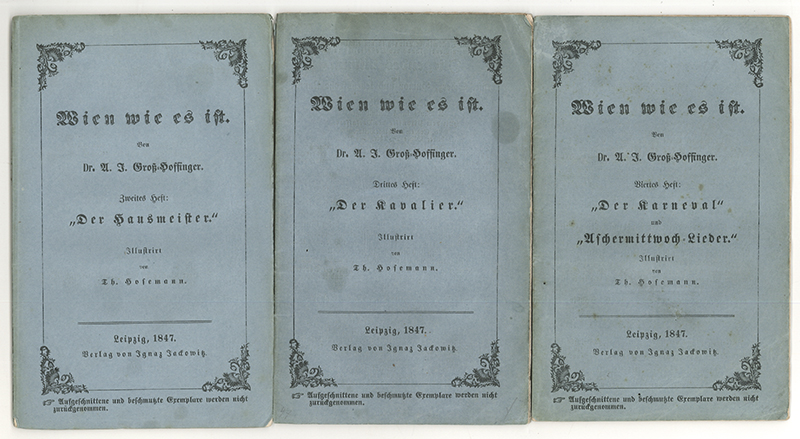 Wien wie es ist.
Von
Dr. A. J. Groß-Hoffinger.
Zweites Heft:
„Der Hausmeister.“
Illustrirt
von
Th. Hosemann.
Leipzig, 1847.
Verlag von Ignaz Jackowitz.
☞ Aufgeschnittene und beschmutzte Exemplare werden nicht
zurückgenommen.
Wien wie es ist.
Von
Dr. A. J. Groß-Hoffinger.
Drittes Heft:
„Der Kavalier.“
Illustrirt
von
Th. Hosemann.
Leipzig, 1847.
Verlag von Ignaz Jackowitz.
☞ Aufgeschnittene und beschmutzte Exemplare werden nicht
zurückgenommen.
Wien wie es ist.
Von
Dr. A. J. Groß-Hoffinger.
Viertes Heft:
„Der Karneval“
und
„Aschermittwoch-Lieder.“
Illustrirt
von
Th. Hosemann.
Leipzig, 1847.
Verlag von Ignaz Jackowitz.
☞ Aufgeschnittene und beschmutzte Exemplare werden nicht
zurückgenommen.